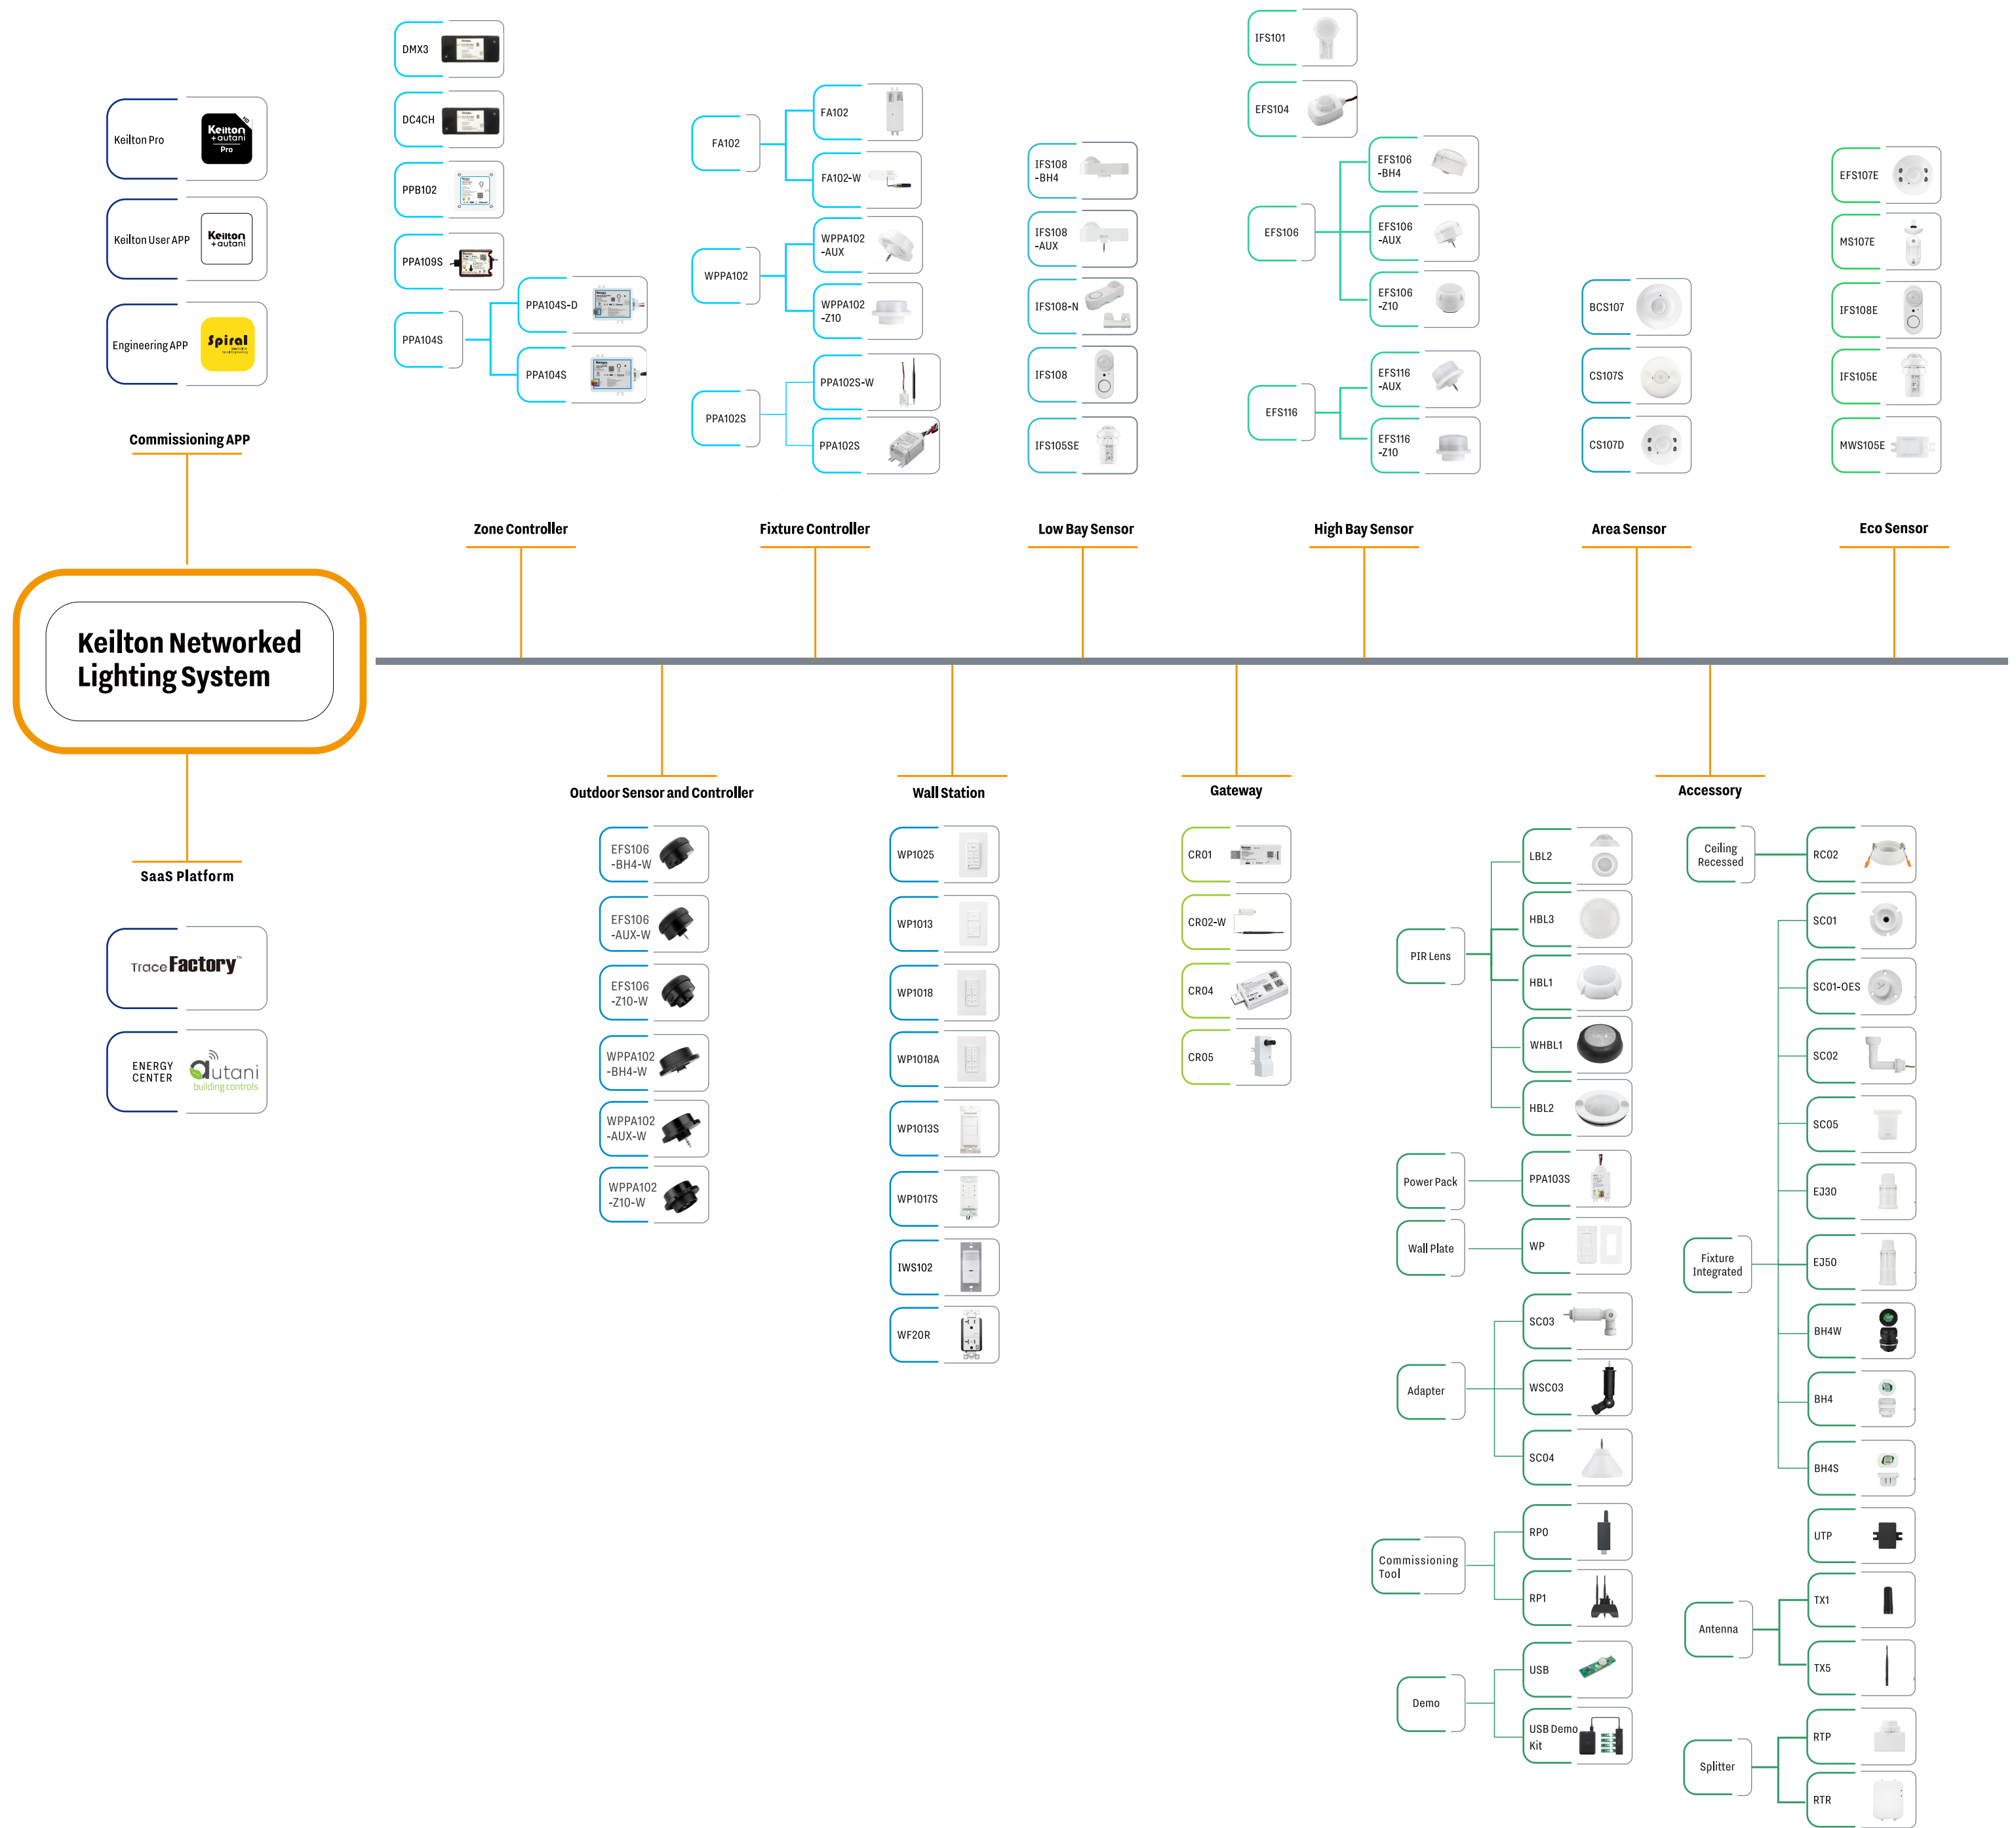 Keilton Pro
Keilton
+autani
Pro
Keilton User APP
Keilton
+autani
Engineering APP
Spiral
Commissioning APP
Keilton Networked
Lighting System
SaaS Platform
Trace Factory™
ENERGY
CENTER
autani
building controls
DMX3
DC4CH
PPB102
PPA109S
PPA104S
PPA104S-D
PPA104S
Zone Controller
FA102
FA102
FA102-W
WPPA102
WPPA102
-AUX
WPPA102
-Z10
PPA102S
PPA102S-W
PPA102S
Fixture Controller
IFS108
-BH4
IFS108
-AUX
IFS108-N
IFS108
IFS105SE
Low Bay Sensor
IFS101
EFS104
EFS106
EFS106
-BH4
EFS106
-AUX
EFS106
-Z10
EFS116
EFS116
-AUX
EFS116
-Z10
High Bay Sensor
BCS107
CS107S
CS107D
Area Sensor
EFS107E
MS107E
IFS108E
IFS105E
MWS105E
Eco Sensor
Outdoor Sensor and Controller
EFS106
-BH4-W
EFS106
-AUX-W
EFS106
-Z10-W
WPPA102
-BH4-W
WPPA102
-AUX-W
WPPA102
-Z10-W
Wall Station
WP1025
WP1013
WP1018
WP1018A
WP1013S
WP1017S
IWS102
WF20R
Gateway
CR01
CR02-W
CR04
CR05
Accessory
PIR Lens
LBL2
HBL3
HBL1
WHBL1
HBL2
Power Pack
PPA103S
Wall Plate
WP
Adapter
SC03
WSC03
SC04
Commissioning
Tool
RP0
RP1
Demo
USB
USB Demo
Kit
Ceiling
Recessed
RC02
Fixture
Integrated
SC01
SC01-OES
SC02
SC05
EJ30
EJ50
BH4W
BH4
BH4S
UTP
Antenna
TX1
TX5
Splitter
RTP
RTR